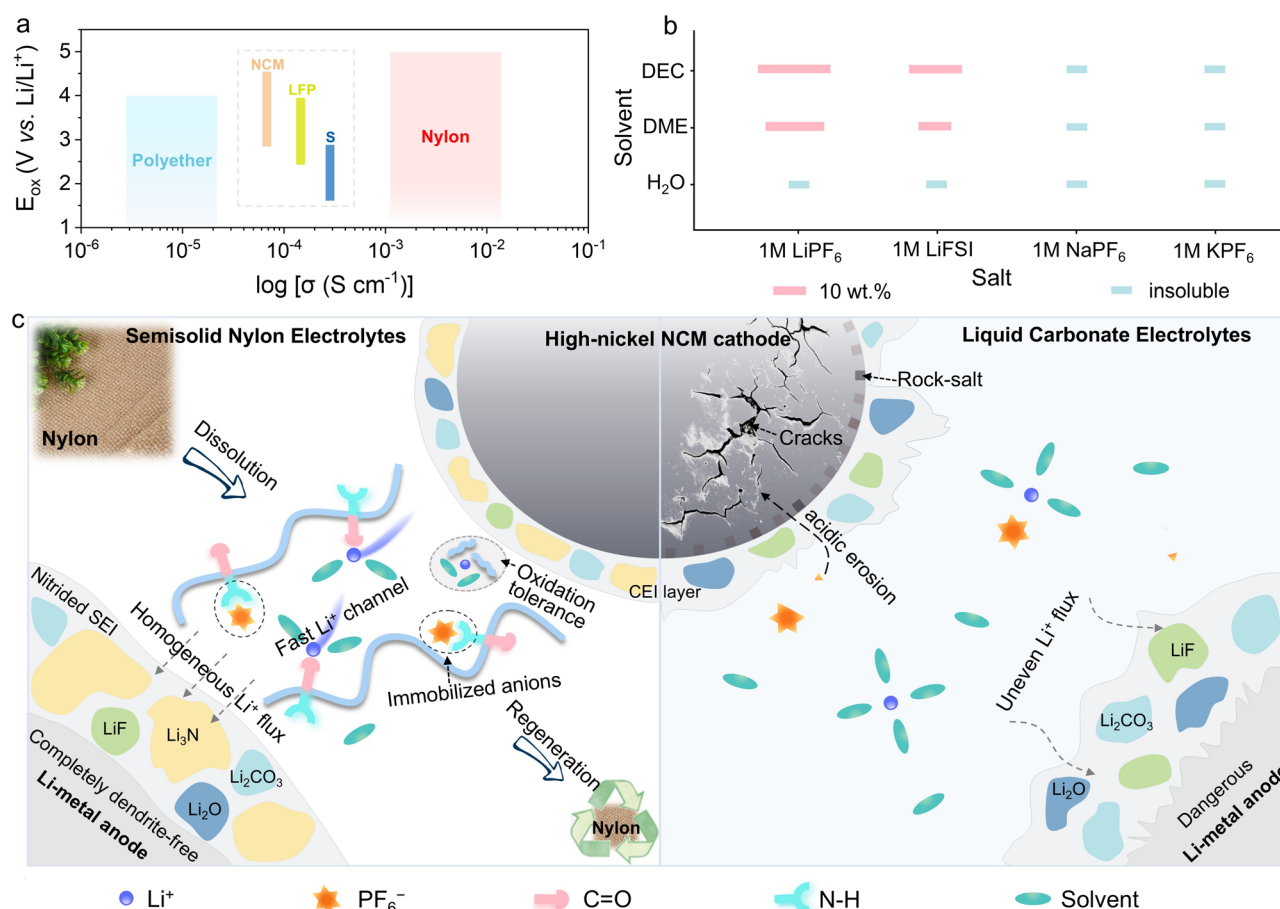 a
E_ox (V vs. Li/Li⁺)
5
4
3
2
1
NCM
LFP
S
Polyether
Nylon
10⁻⁶
10⁻⁵
10⁻⁴
10⁻³
10⁻²
10⁻¹
log [σ (S cm⁻¹)]
b
Solvent
DEC
DME
H₂O
1M LiPF₆
1M LiFSI
1M NaPF₆
1M KPF₆
Salt
10 wt.%
insoluble
c
Semisolid Nylon Electrolytes
High-nickel NCM cathode
Liquid Carbonate Electrolytes
Nylon
Dissolution
Rock-salt
Cracks
acidic erosion
CEI layer
Oxidation
tolerance
Fast Li⁺ channel
Immobilized anions
Nitrided SEI
Homogeneous Li⁺ flux
LiF
Li₃N
Li₂CO₃
Li₂O
Completely dendrite-free
Li-metal anode
Regeneration
Nylon
Uneven Li⁺ flux
LiF
Li₂CO₃
Li₂O
Dangerous
Li-metal anode
Li⁺
PF₆⁻
C=O
N-H
Solvent